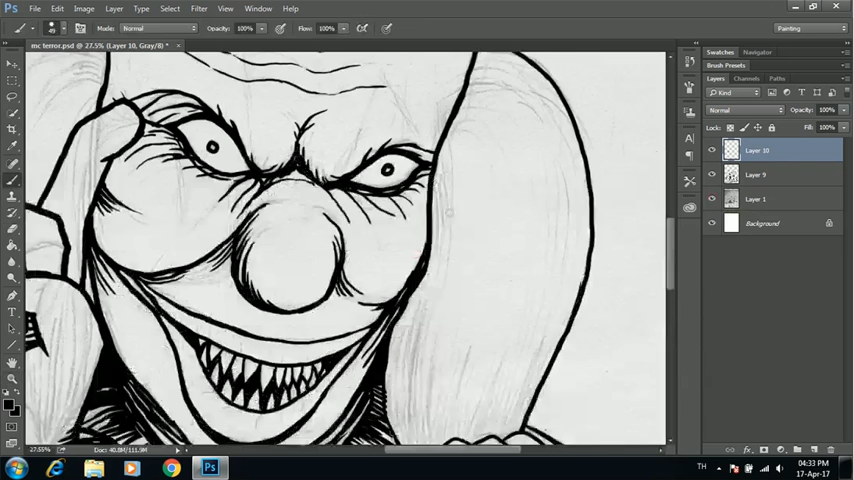 Ps File Edit Image Layer Type Select Filter View Window Help
49 Mode: Normal Opacity: 100% Flow: 100% Painting
mc terror.psd @ 27.5% (Layer 10, Gray/8) * ×
Swatches Navigator
Brush Presets
Layers Channels Paths
Kind
Normal Opacity: 100%
Lock: Fill: 100%
Layer 10
Layer 9
Layer 1
Background
27.55% Doc: 40.8M/111.9M
Ps TH 04:33 PM
17-Apr-17